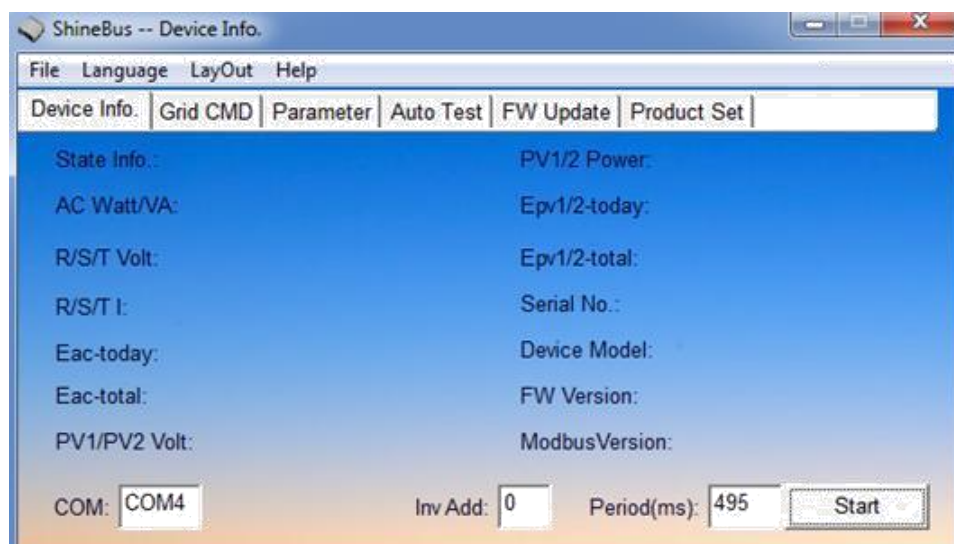 ShineBus -- Device Info.
File Language LayOut Help
Device Info. Grid CMD Parameter Auto Test FW Update Product Set
State Info.: PV1/2 Power:
AC Watt/VA: Epv1/2-today:
R/S/T Volt: Epv1/2-total:
R/S/T I: Serial No.:
Eac-today: Device Model:
Eac-total: FW Version:
PV1/PV2 Volt: ModbusVersion:
COM: COM4 Inv Add: 0 Period(ms): 495 Start